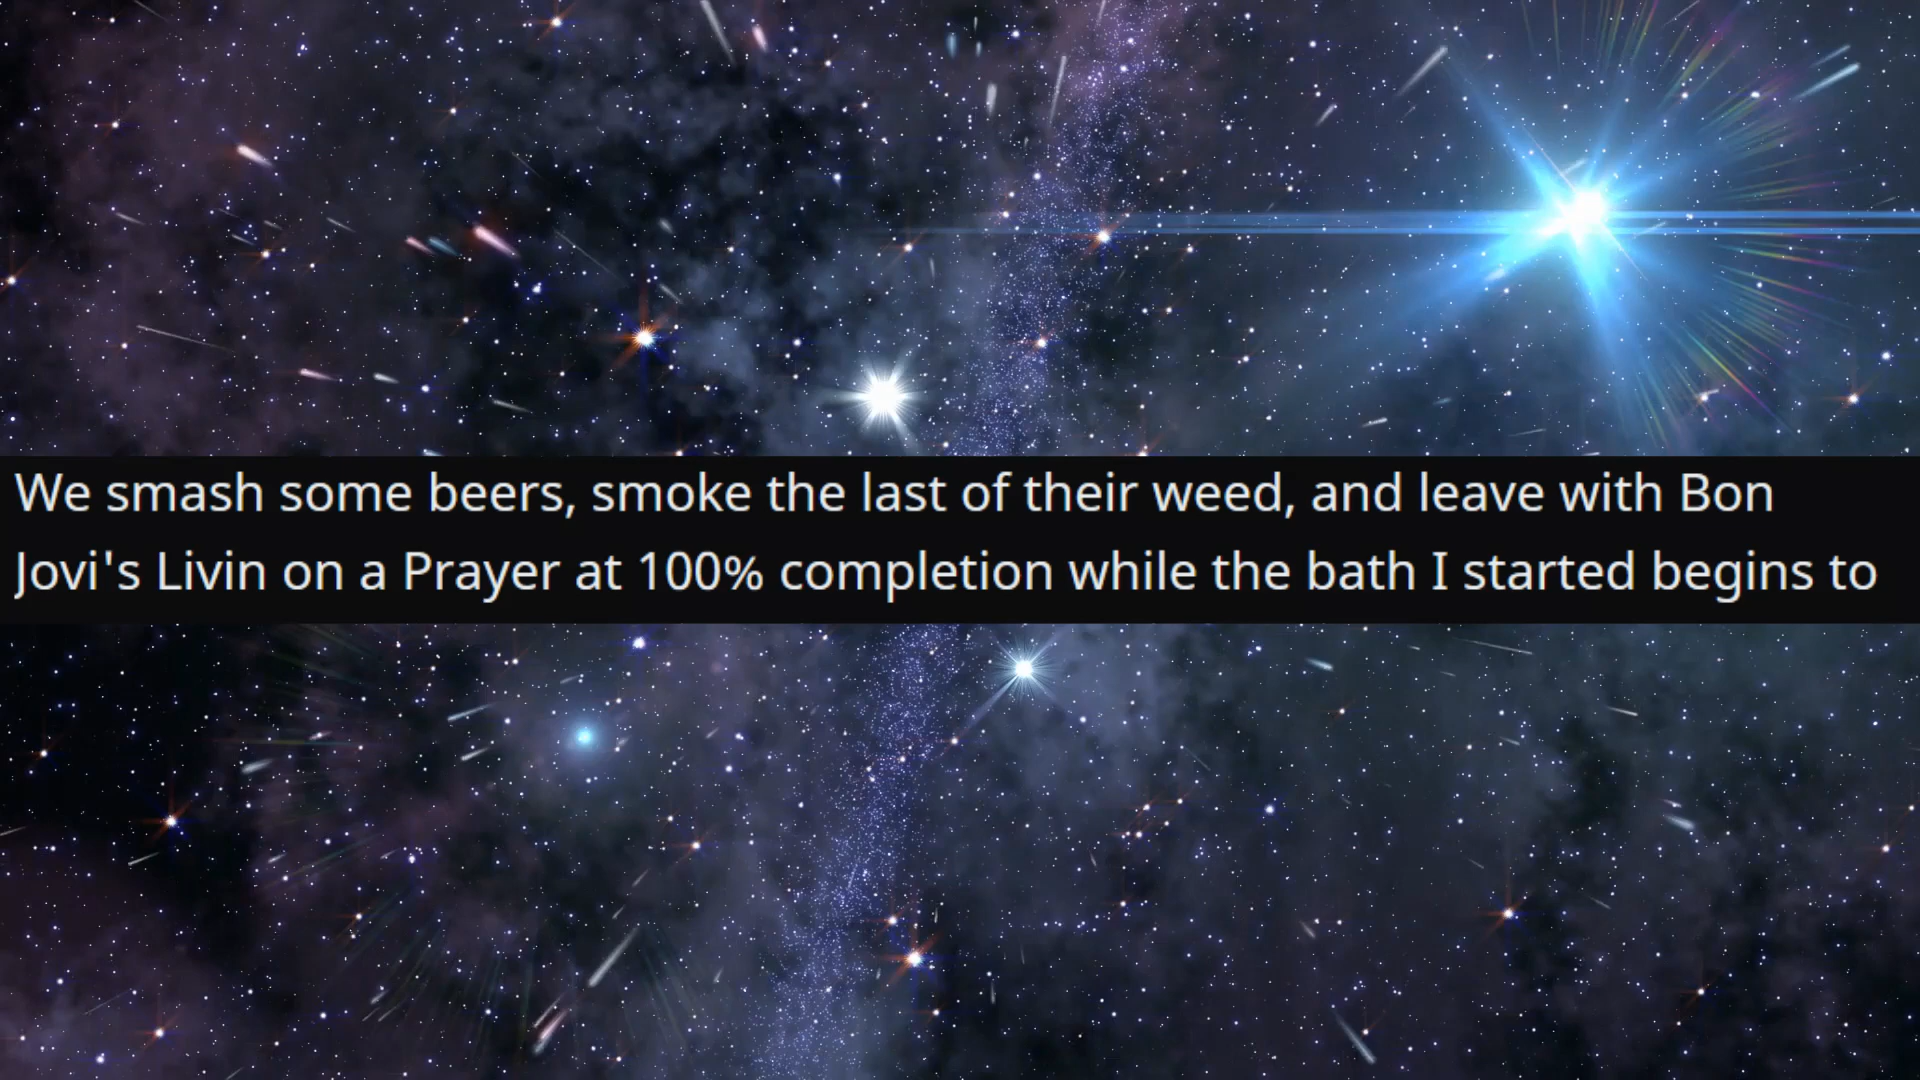 We smash some beers, smoke the last of their weed, and leave with Bon
Jovi's Livin on a Prayer at 100% completion while the bath I started begins to